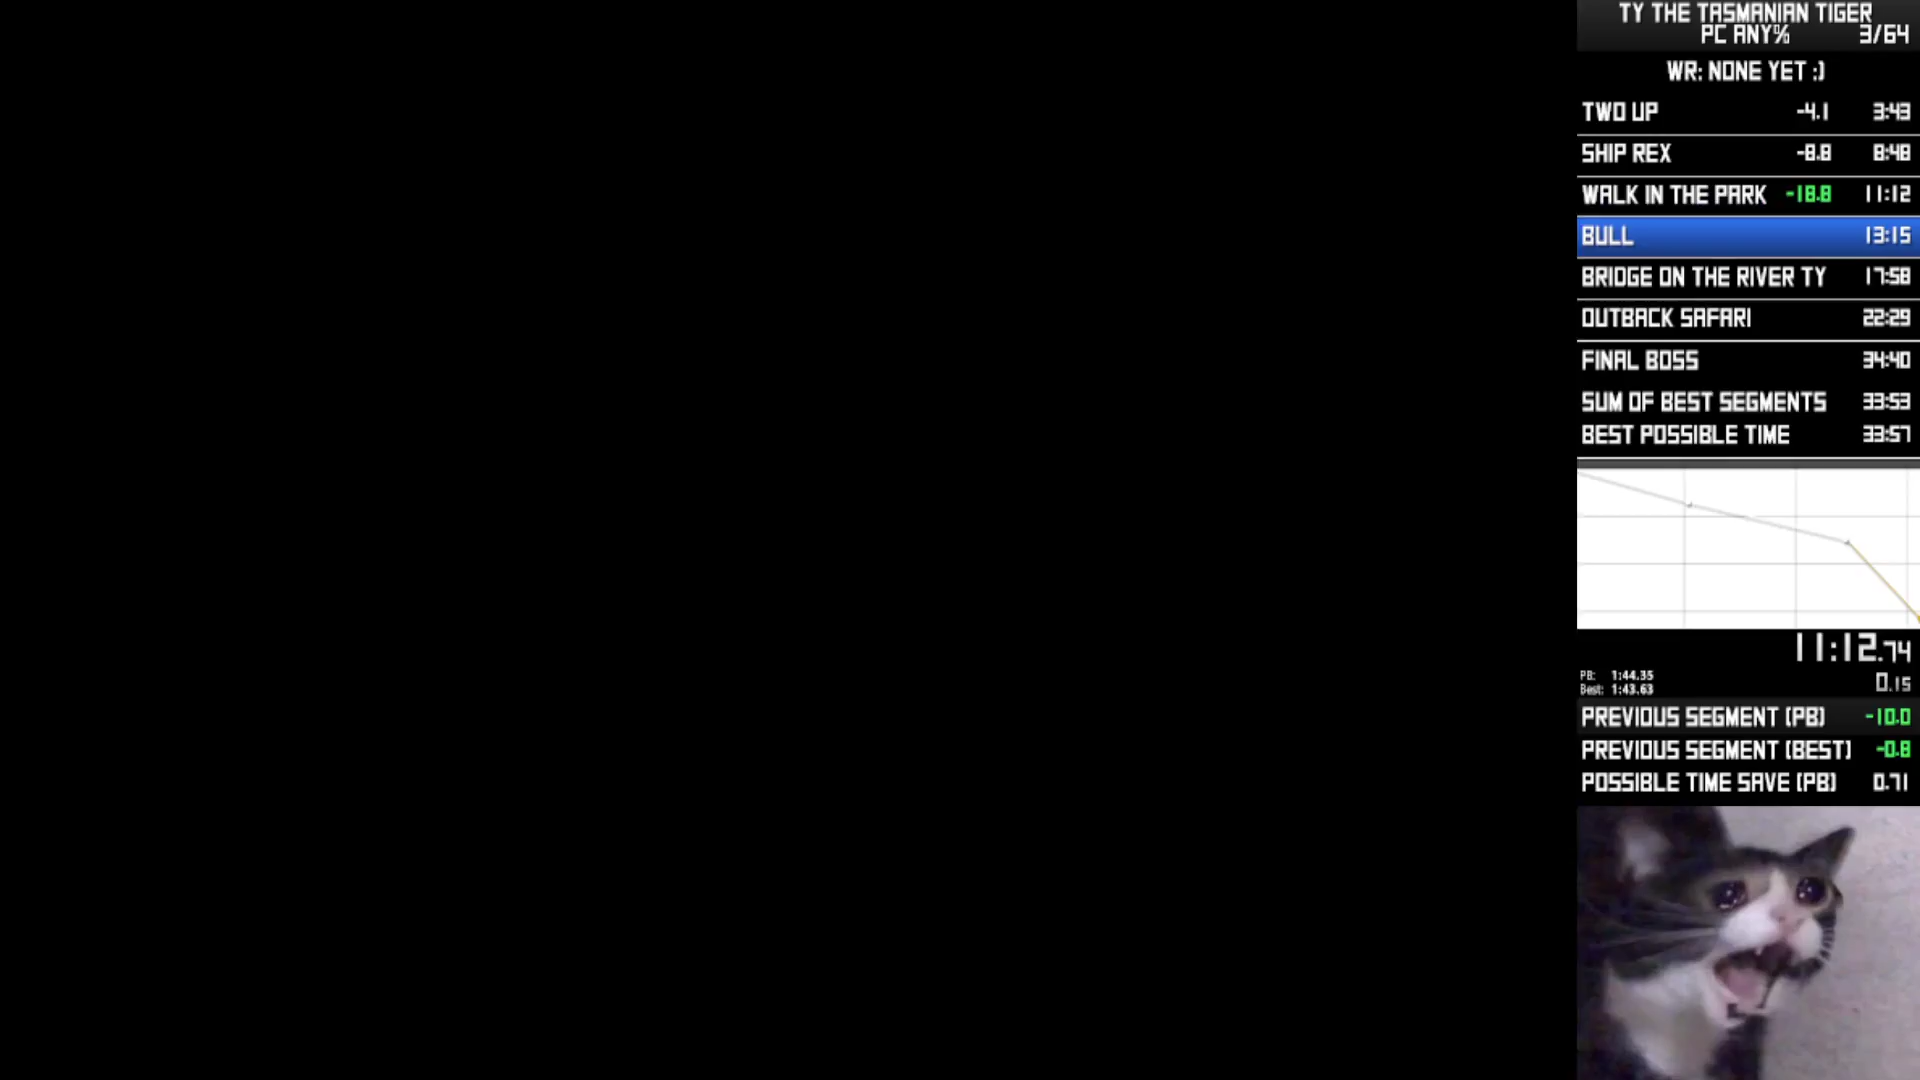 TY THE TASMANIAN TIGER
PC ANY% 3/64
WR: NONE YET :)
TWO UP -4.1 3:43
SHIP REX -8.8 8:48
WALK IN THE PARK -18.8 11:12
BULL 13:15
BRIDGE ON THE RIVER TY 17:58
OUTBACK SAFARI 22:29
FINAL BOSS 34:40
SUM OF BEST SEGMENTS 33:53
BEST POSSIBLE TIME 33:57
11:12.74
PB: 1:44.35
Best: 1:43.63 0.15
PREVIOUS SEGMENT (PB) -10.0
PREVIOUS SEGMENT (BEST) -0.8
POSSIBLE TIME SAVE (PB) 0.71